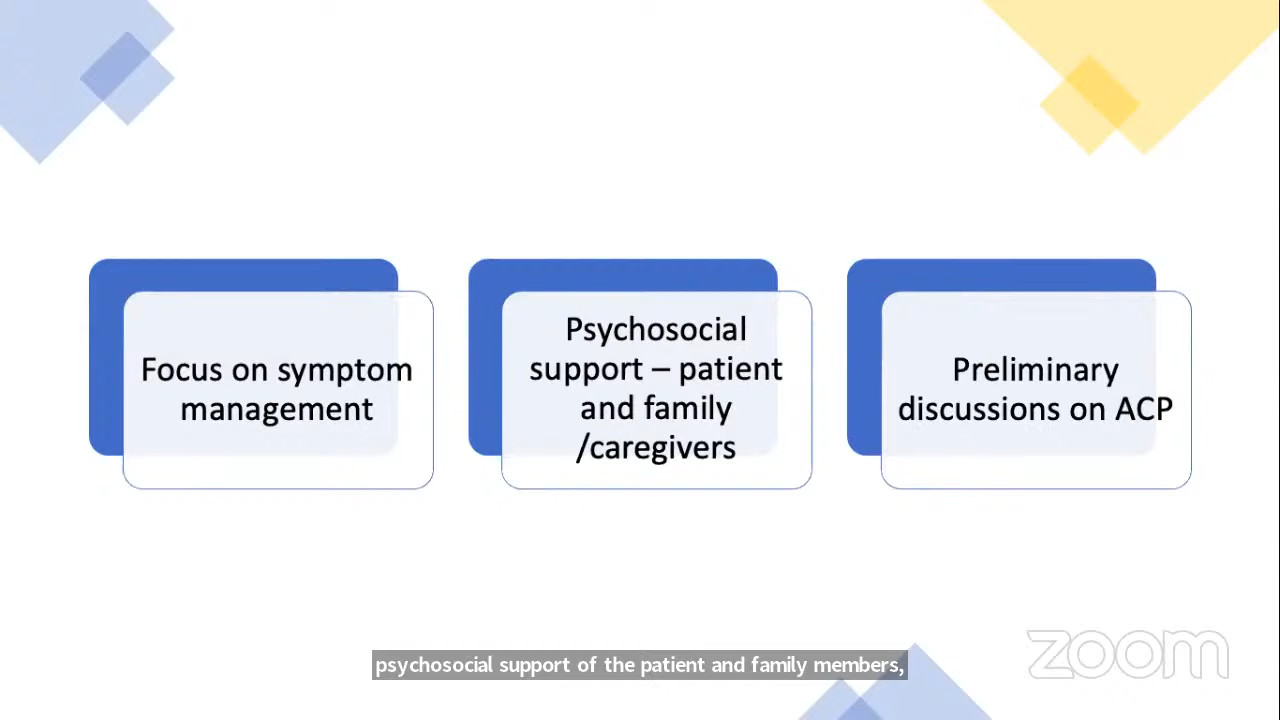 Focus on symptom
management
Psychosocial
support – patient
and family
/caregivers
Preliminary
discussions on ACP
psychosocial support of the patient and family members,
zoom